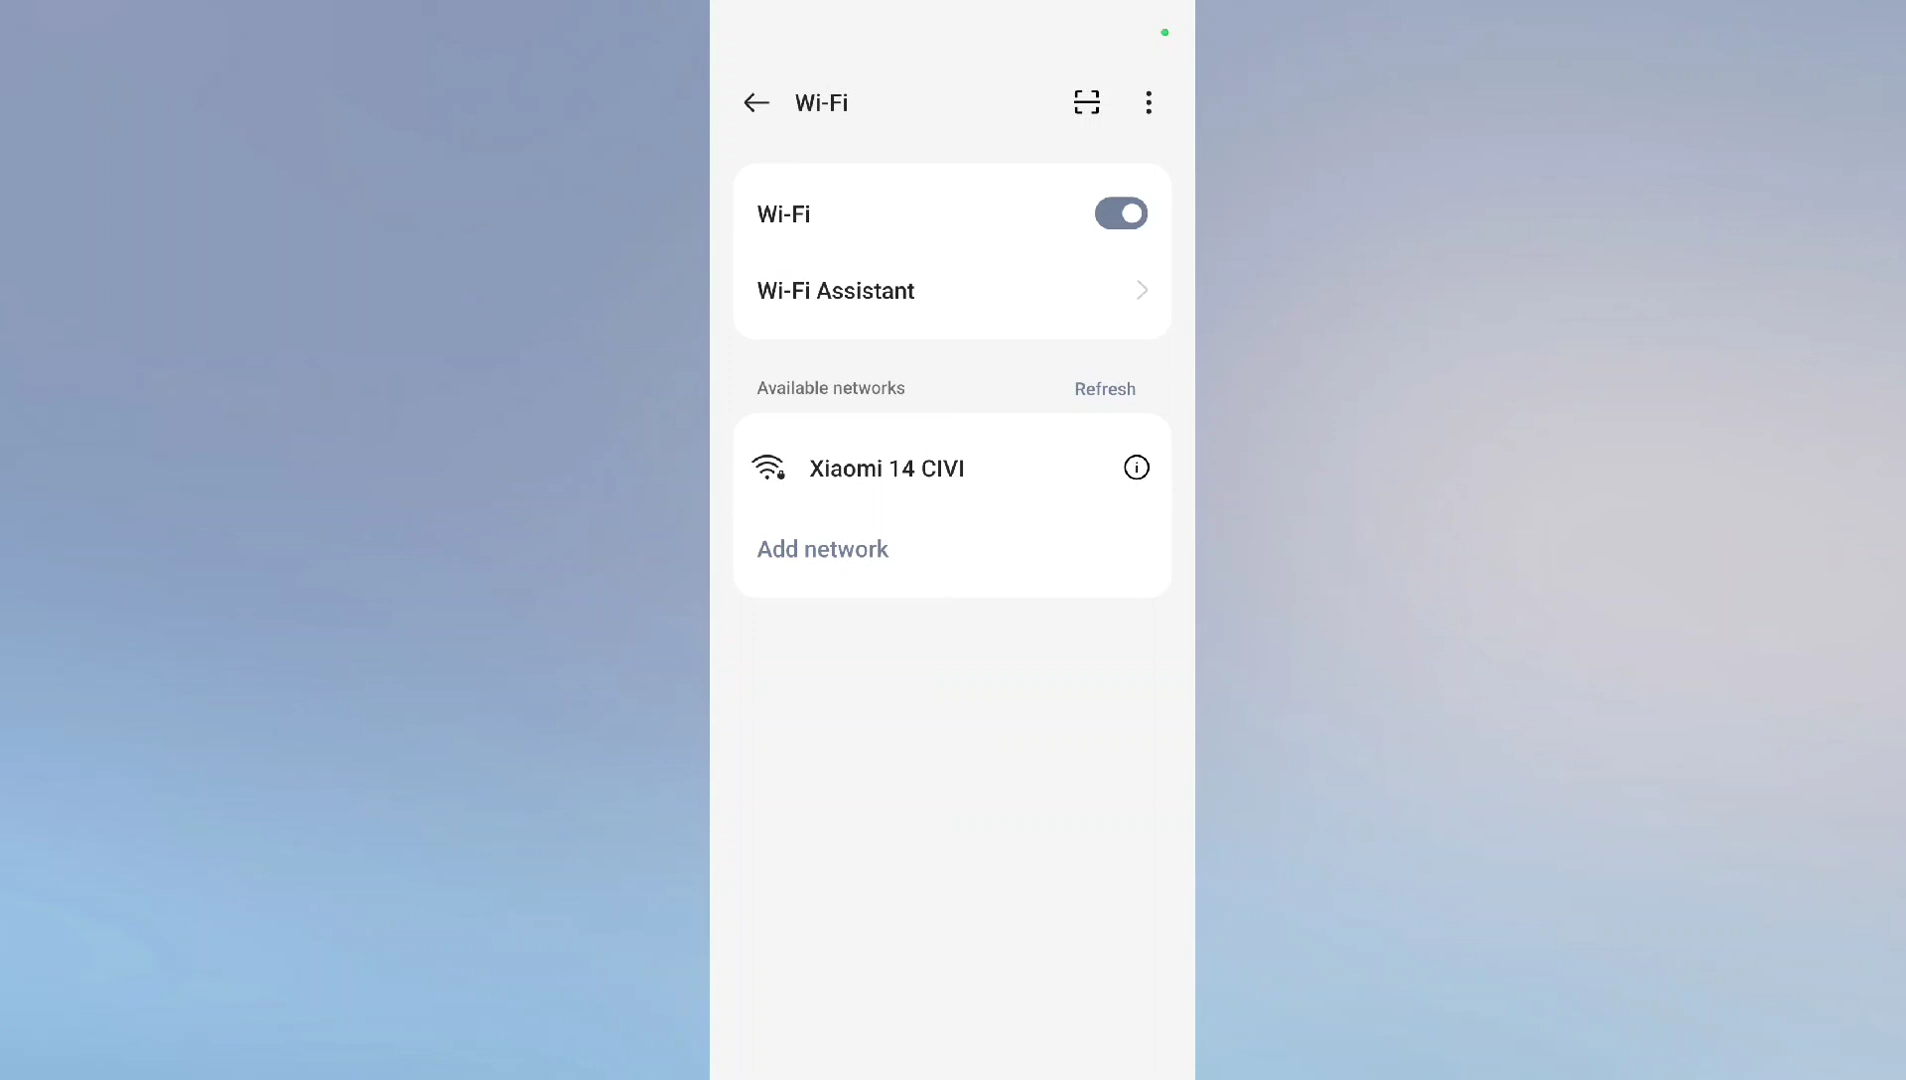 Wi-Fi
Wi-Fi
Wi-Fi Assistant
Available networks Refresh
Xiaomi 14 CIVI
Add network